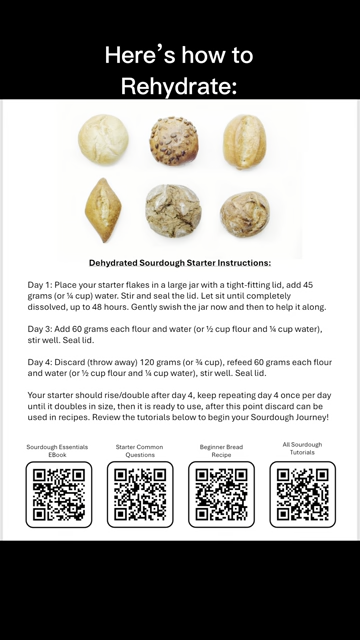 Here's how to
Rehydrate:
Dehydrated Sourdough Starter Instructions:
Day 1: Place your starter flakes in a large jar with a tight-fitting lid, add 45
grams (or ¼ cup) water. Stir and seal the lid. Let sit until completely
dissolved, up to 48 hours. Gently swish the jar now and then to help it along.
Day 3: Add 60 grams each flour and water (or ½ cup flour and ¼ cup water),
stir well. Seal lid.
Day 4: Discard (throw away) 120 grams (or ¾ cup), refeed 60 grams each flour
and water (or ½ cup flour and ¼ cup water), stir well. Seal lid.
Your starter should rise/double after day 4, keep repeating day 4 once per day
until it doubles in size, then it is ready to use, after this point discard can be
used in recipes. Review the tutorials below to begin your Sourdough Journey!
Sourdough Essentials
EBook
Starter Common
Questions
Beginner Bread
Recipe
All Sourdough
Tutorials